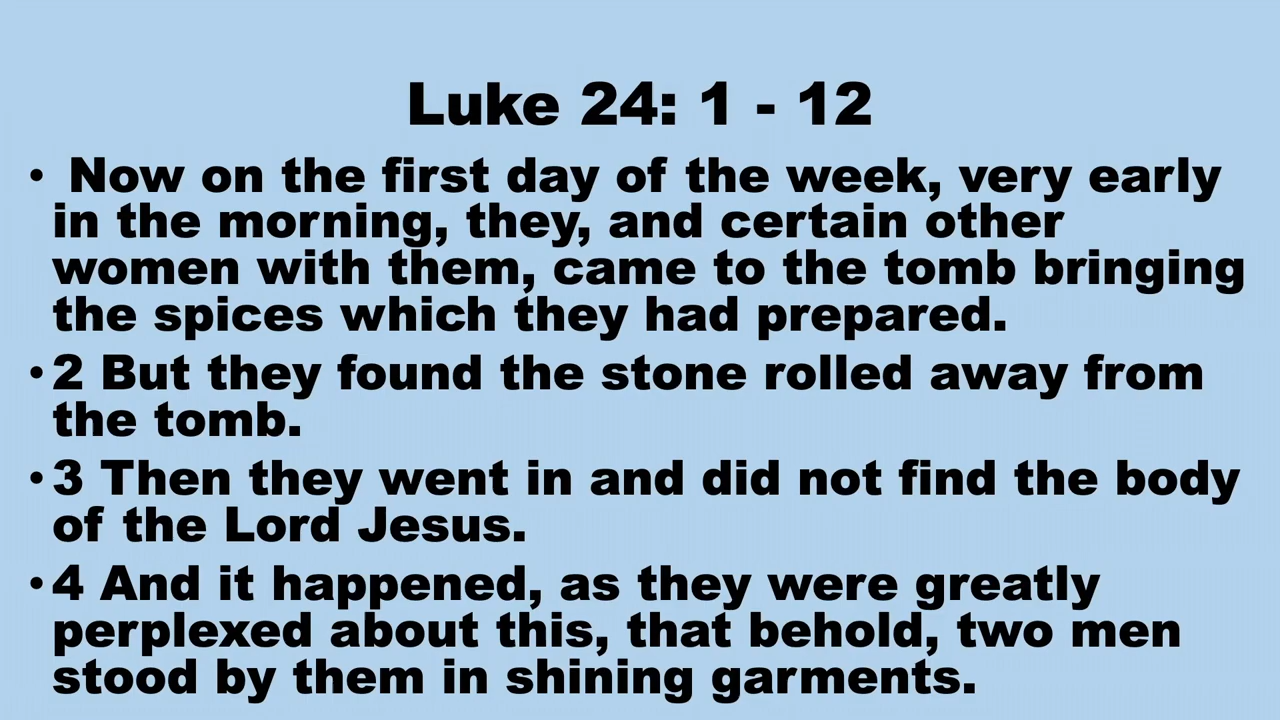 Luke 24: 1 - 12
• Now on the first day of the week, very early
in the morning, they, and certain other
women with them, came to the tomb bringing
the spices which they had prepared.
• 2 But they found the stone rolled away from
the tomb.
• 3 Then they went in and did not find the body
of the Lord Jesus.
• 4 And it happened, as they were greatly
perplexed about this, that behold, two men
stood by them in shining garments.